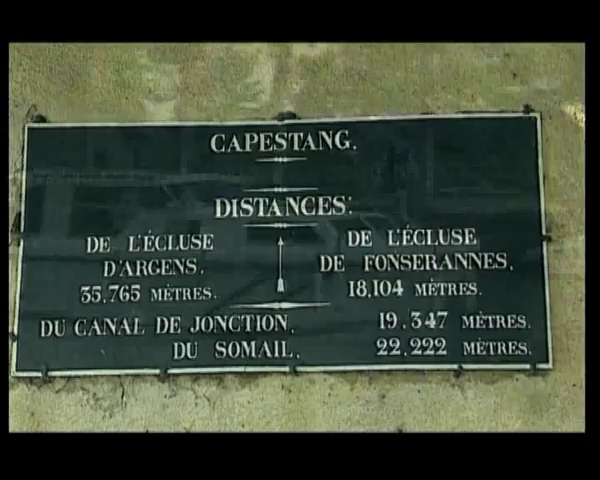 CAPESTANG.
DISTANCES:
DE L'ÉCLUSE
D'ARGENS.
35,765 MÈTRES.
DE L'ÉCLUSE
DE FONSERANNES.
18,104 MÈTRES.
DU CANAL DE JONCTION, 19,347 MÈTRES.
DU SOMAIL. 22,222 MÈTRES.